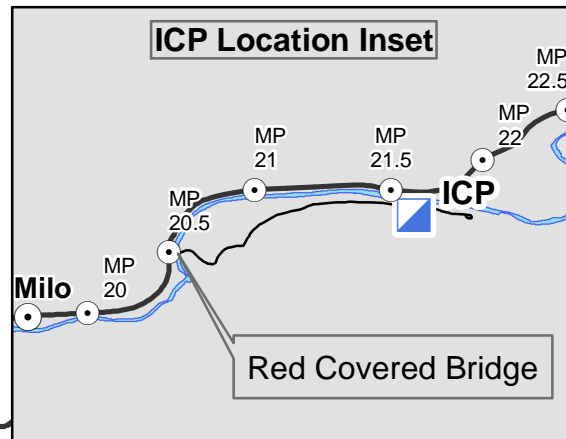 ICP Location Inset
MP
22.5
MP
22
MP
21.5
MP
21
ICP
MP
20.5
MP
20
Milo
Red Covered Bridge